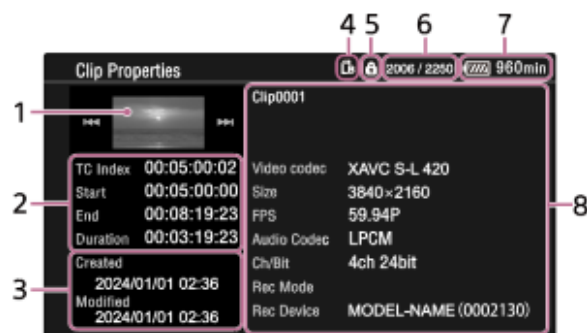 4 5 6 7
Clip Properties 2006 / 2250 960min
1
Clip0001
TC Index 00:05:00:02
Start 00:05:00:00
End 00:08:19:23
Duration 00:03:19:23
2
Created
2024/01/01 02:36
Modified
2024/01/01 02:36
3
Video codec XAVC S-L 420
Size 3840×2160
FPS 59.94P
Audio Codec LPCM
Ch/Bit 4ch 24bit
Rec Mode
Rec Device MODEL-NAME (0002130)
8